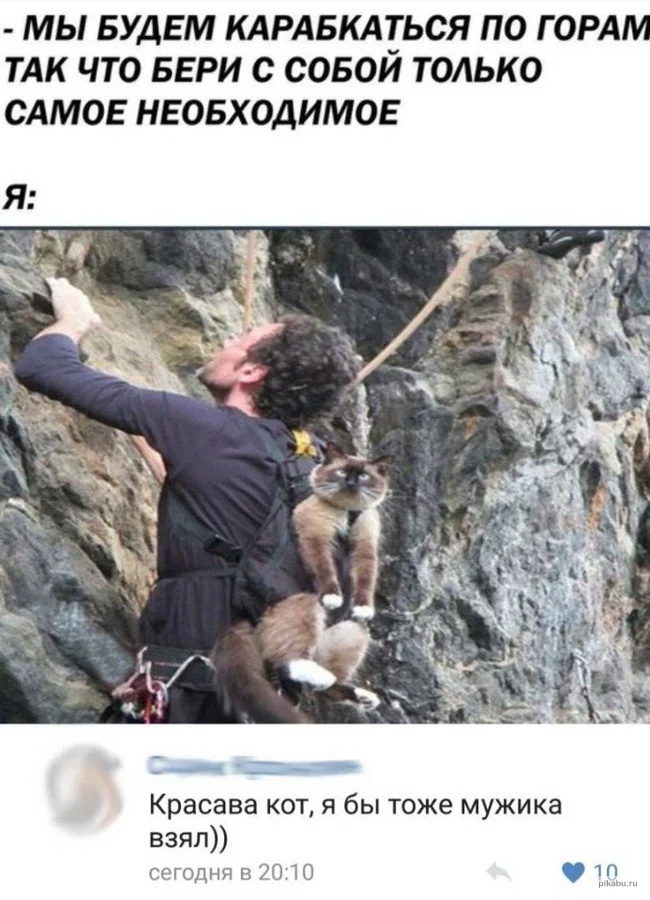 - МЫ БУДЕМ КАРАБКАТЬСЯ ПО ГОРАМ
ТАК ЧТО БЕРИ С СОБОЙ ТОЛЬКО
САМОЕ НЕОБХОДИМОЕ
Я:
Красава кот, я бы тоже мужика
взял))
сегодня в 20:10
10
pikabu.ru